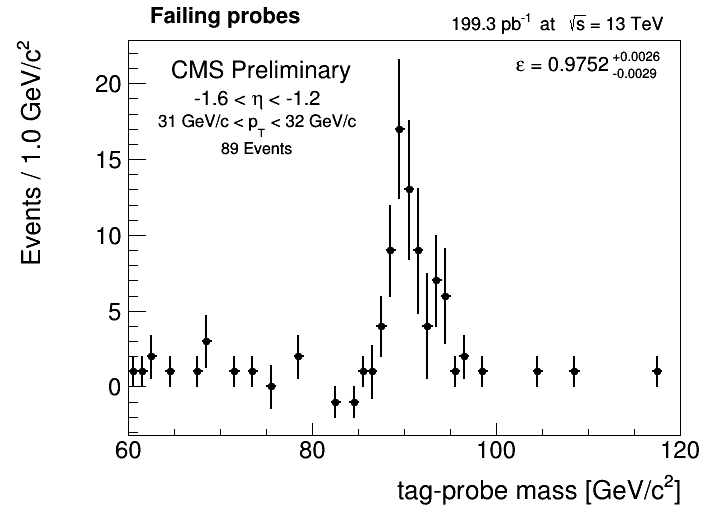 Failing probes
199.3 pb⁻¹ at √s = 13 TeV
CMS Preliminary
-1.6 < η < -1.2
31 GeV/c < p_T < 32 GeV/c
89 Events
ε = 0.9752 +0.0026 -0.0029
Events / 1.0 GeV/c²
20
15
10
5
0
60 80 100 120
tag-probe mass [GeV/c²]